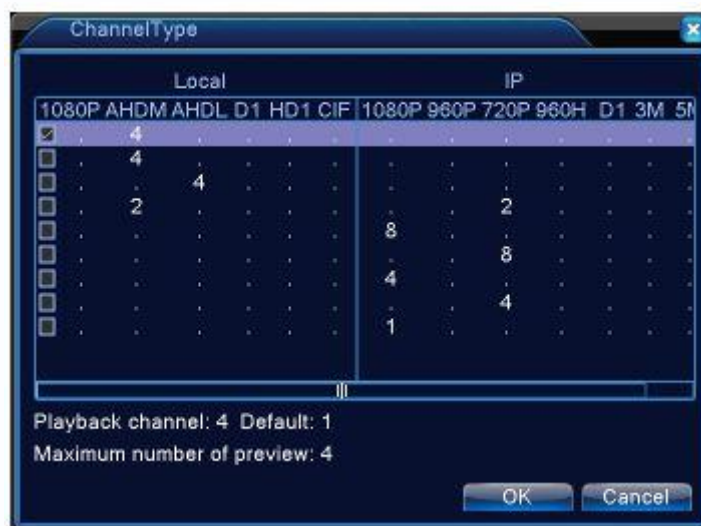 ChannelType
Local IP
1080P AHDM AHDL D1 HD1 CIF 1080P 960P 720P 960H D1 3M
4
4
4
2 2
8
8
4
4
1
Playback channel: 4 Default: 1
Maximum number of preview: 4
OK Cancel